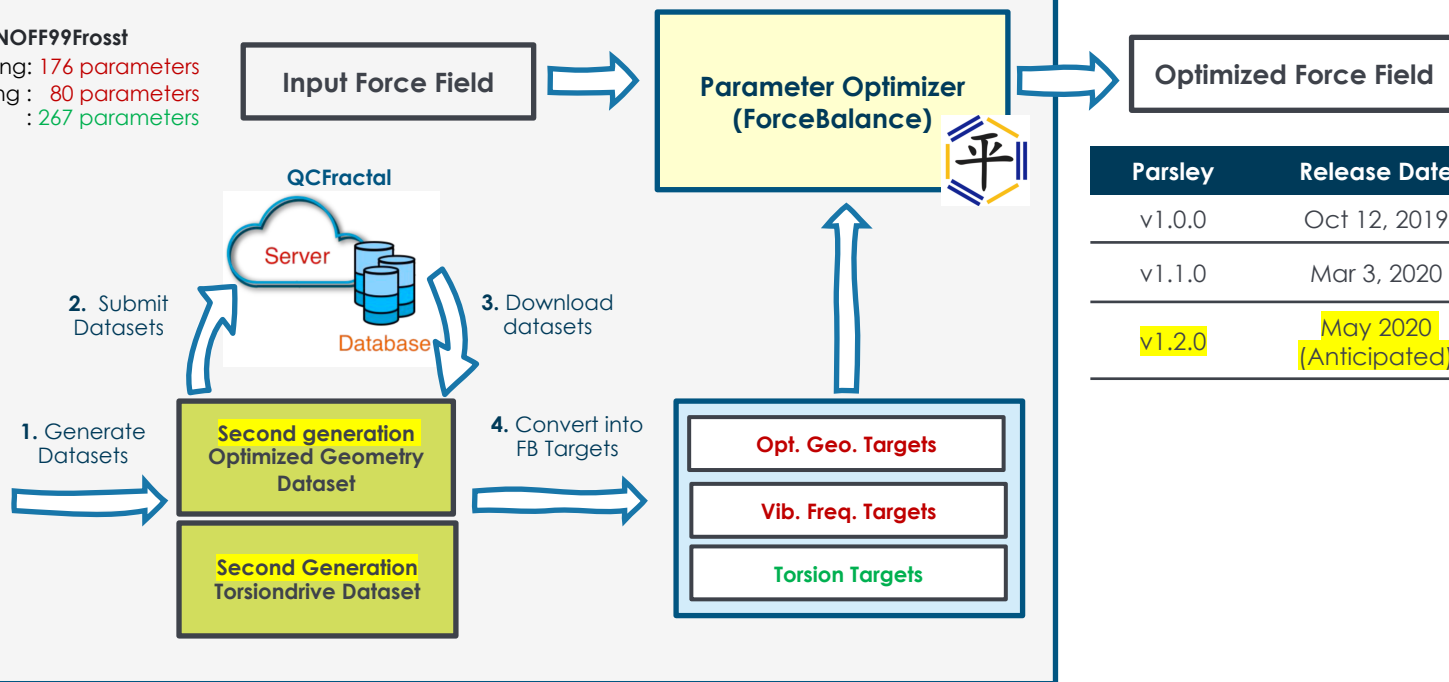 NOFF99Frosst
ng: 176 parameters
ng : 80 parameters
: 267 parameters
Input Force Field
Parameter Optimizer
(ForceBalance)
平
Optimized Force Field
Parsley Release Date
v1.0.0 Oct 12, 2019
v1.1.0 Mar 3, 2020
v1.2.0 May 2020
(Anticipated)
QCFractal
Server
Database
2. Submit
Datasets
3. Download
datasets
1. Generate
Datasets
Second generation
Optimized Geometry
Dataset
Second Generation
Torsiondrive Dataset
4. Convert into
FB Targets
Opt. Geo. Targets
Vib. Freq. Targets
Torsion Targets